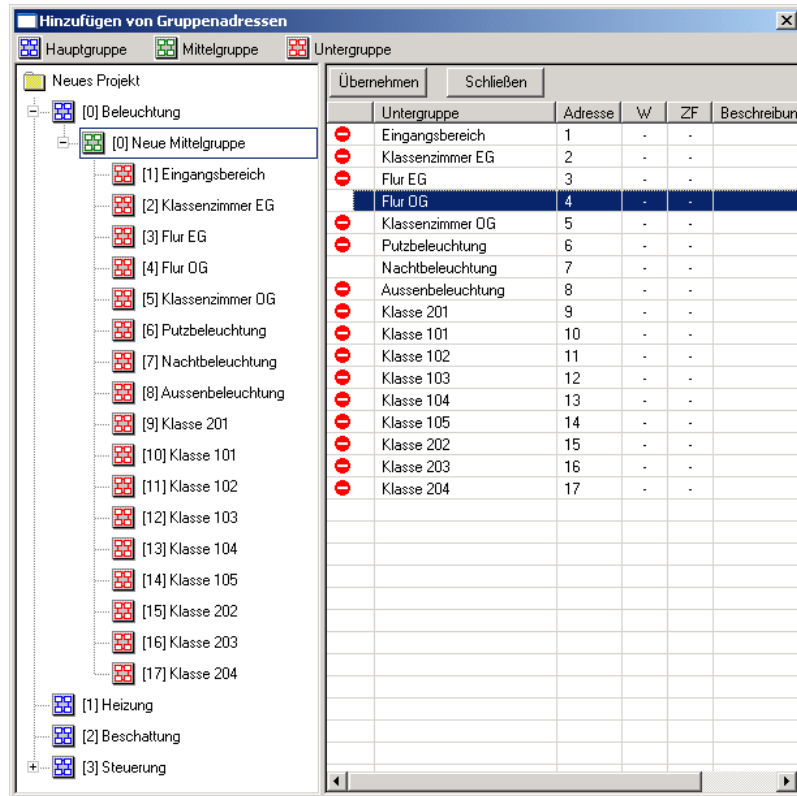 Hinzufügen von Gruppenadressen
Hauptgruppe Mittelgruppe Untergruppe
Neues Projekt
[0] Beleuchtung
[0] Neue Mittelgruppe
[1] Eingangsbereich
[2] Klassenzimmer EG
[3] Flur EG
[4] Flur OG
[5] Klassenzimmer OG
[6] Putzbeleuchtung
[7] Nachtbeleuchtung
[8] Aussenbeleuchtung
[9] Klasse 201
[10] Klasse 101
[11] Klasse 102
[12] Klasse 103
[13] Klasse 104
[14] Klasse 105
[15] Klasse 202
[16] Klasse 203
[17] Klasse 204
[1] Heizung
[2] Beschattung
[3] Steuerung
Übernehmen Schließen
Untergruppe Adresse W ZF Beschreibun
Eingangsbereich 1 - -
Klassenzimmer EG 2 - -
Flur EG 3 - -
Flur OG 4 - -
Klassenzimmer OG 5 - -
Putzbeleuchtung 6 - -
Nachtbeleuchtung 7 - -
Aussenbeleuchtung 8 - -
Klasse 201 9 - -
Klasse 101 10 - -
Klasse 102 11 - -
Klasse 103 12 - -
Klasse 104 13 - -
Klasse 105 14 - -
Klasse 202 15 - -
Klasse 203 16 - -
Klasse 204 17 - -